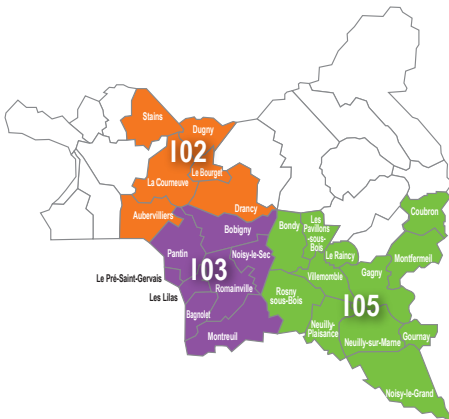 Stains
Dugny
102
Le Bourget
La Courneuve
Drancy
Aubervilliers
Bobigny
Pantin
103
Noisy-le-Sec
Le Pré-Saint-Gervais
Romainville
Les Lilas
Bagnolet
Montreuil
Bondy
Les
Pavillons
-sous-
Bois
Coubron
Le Raincy
Montfermeil
Gagny
Villemomble
Rosny
sous-Bois
105
Neuilly-
Plaisance
Neuilly-sur-Marne
Gournay
Noisy-le-Grand